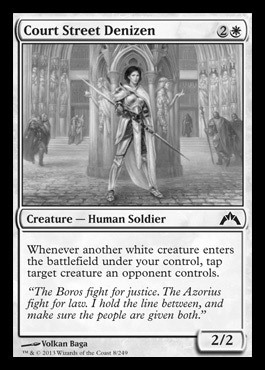 Court Street Denizen 2
Creature — Human Soldier
Whenever another white creature enters
the battlefield under your control, tap
target creature an opponent controls.
“The Boros fight for justice. The Azorius
fight for law. I hold the line between, and
make sure the people are given both.”
2/2
Volkan Baga
™ & © 2013 Wizards of the Coast 8/249